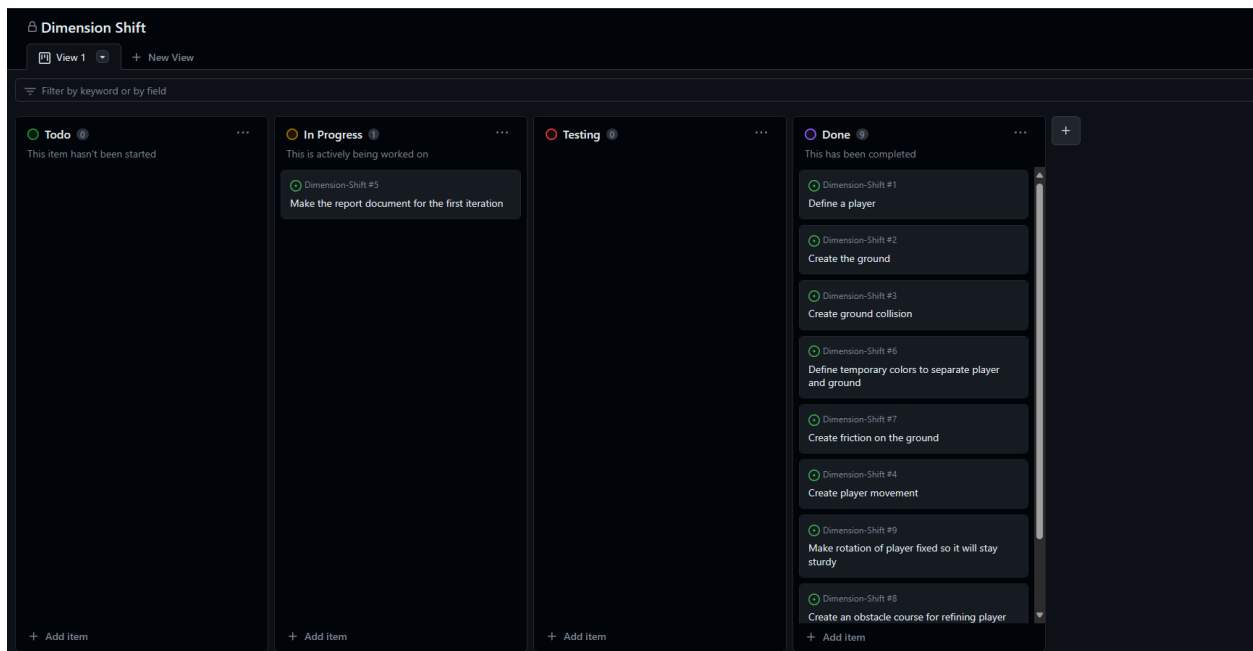 Dimension Shift
View 1
+ New View
Filter by keyword or by field
Todo 0
This item hasn't been started
+ Add item
In Progress 1
This is actively being worked on
Dimension-Shift #5
Make the report document for the first iteration
+ Add item
Testing 0
+ Add item
Done 9
This has been completed
Dimension-Shift #1
Define a player
Dimension-Shift #2
Create the ground
Dimension-Shift #3
Create ground collision
Dimension-Shift #6
Define temporary colors to separate player
and ground
Dimension-Shift #7
Create friction on the ground
Dimension-Shift #4
Create player movement
Dimension-Shift #9
Make rotation of player fixed so it will stay
sturdy
Dimension-Shift #8
Create an obstacle course for refining player
+ Add item
+